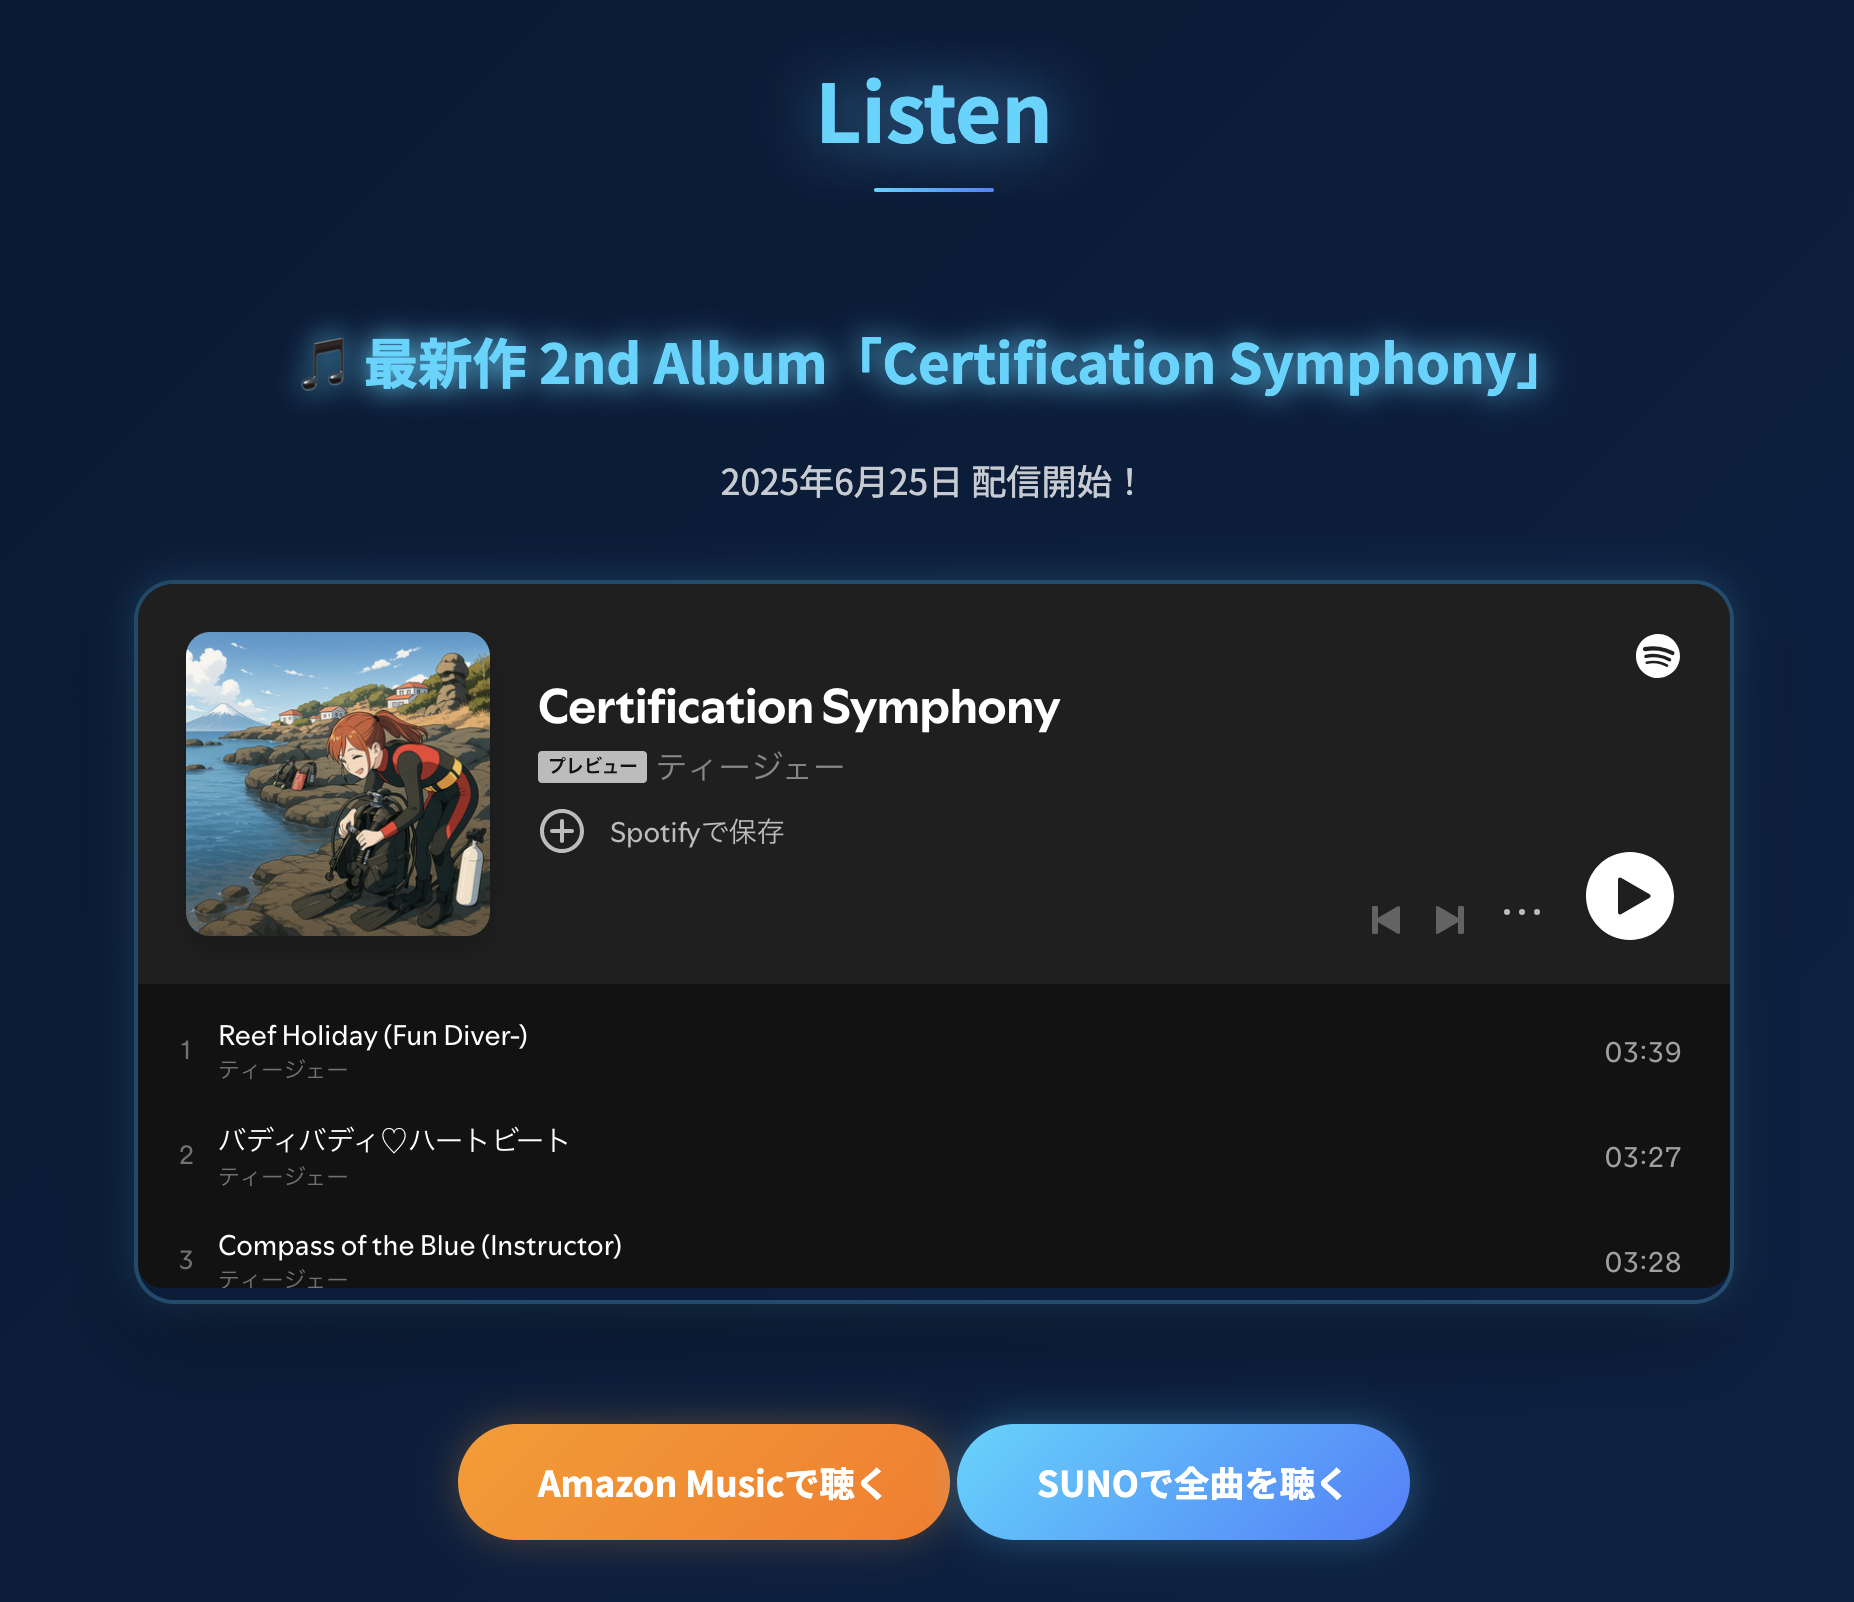 Listen
🎵 最新作 2nd Album「Certification Symphony」
2025年6月25日 配信開始！
Certification Symphony
プレビュー ティージェー
Spotifyで保存
1 Reef Holiday (Fun Diver-) 03:39
ティージェー
2 バディバディ♡ハートビート 03:27
ティージェー
3 Compass of the Blue (Instructor) 03:28
ティージェー
Amazon Musicで聴く SUNOで全曲を聴く